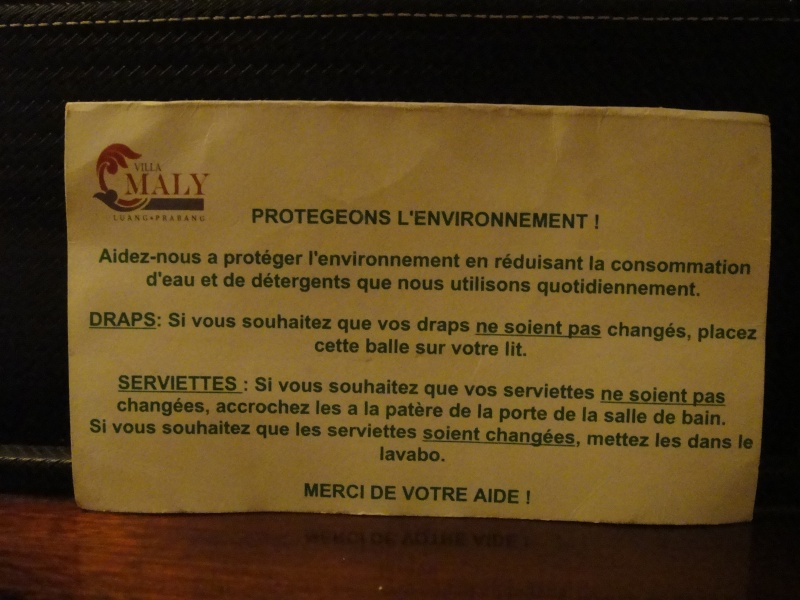 VILLA
MALY
LUANG PRABANG
PROTEGEONS L'ENVIRONNEMENT !
Aidez-nous a protéger l'environnement en réduisant la consommation
d'eau et de détergents que nous utilisons quotidiennement.
DRAPS: Si vous souhaitez que vos draps ne soient pas changés, placez
cette balle sur votre lit.
SERVIETTES : Si vous souhaitez que vos serviettes ne soient pas
changées, accrochez les a la patère de la porte de la salle de bain.
Si vous souhaitez que les serviettes soient changées, mettez les dans le
lavabo.
MERCI DE VOTRE AIDE !